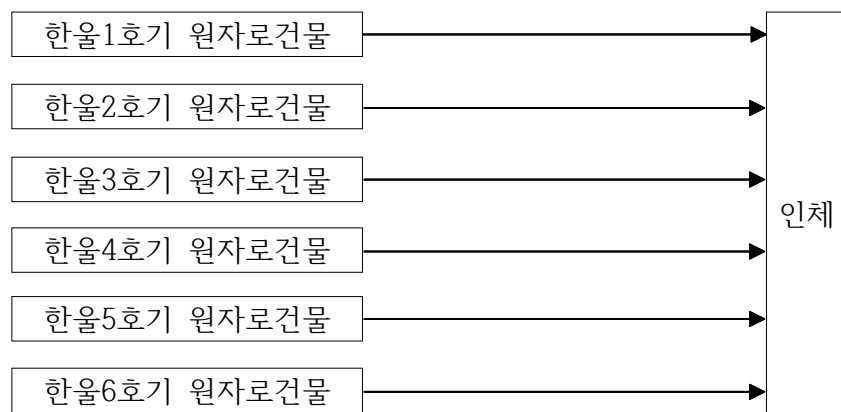 한울1호기 원자로건물
한울2호기 원자로건물
한울3호기 원자로건물
한울4호기 원자로건물
한울5호기 원자로건물
한울6호기 원자로건물
인체